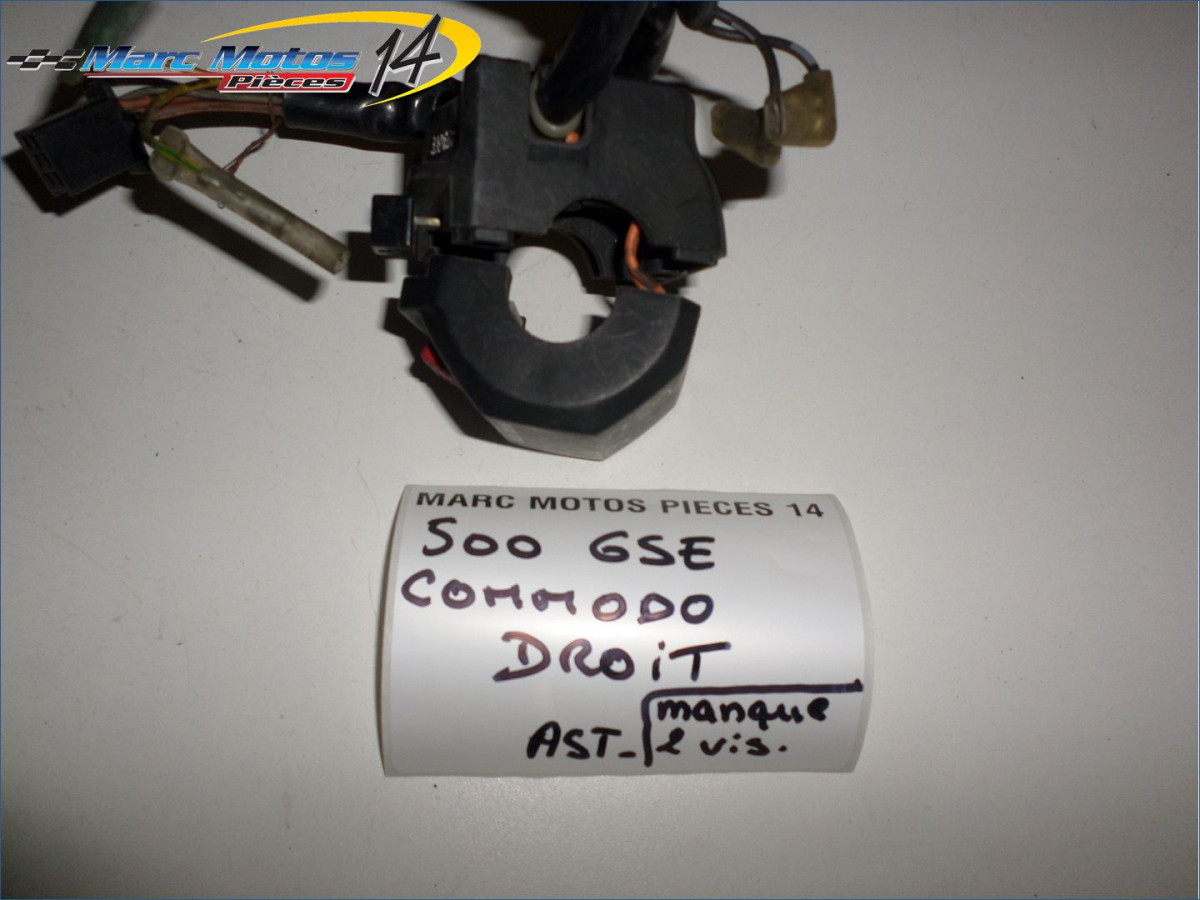 Marc Motos 14
Pièces
MARC MOTOS PIECES 14
500 GSE
COMMODO
DROiT
manque
AST- 2 vis.